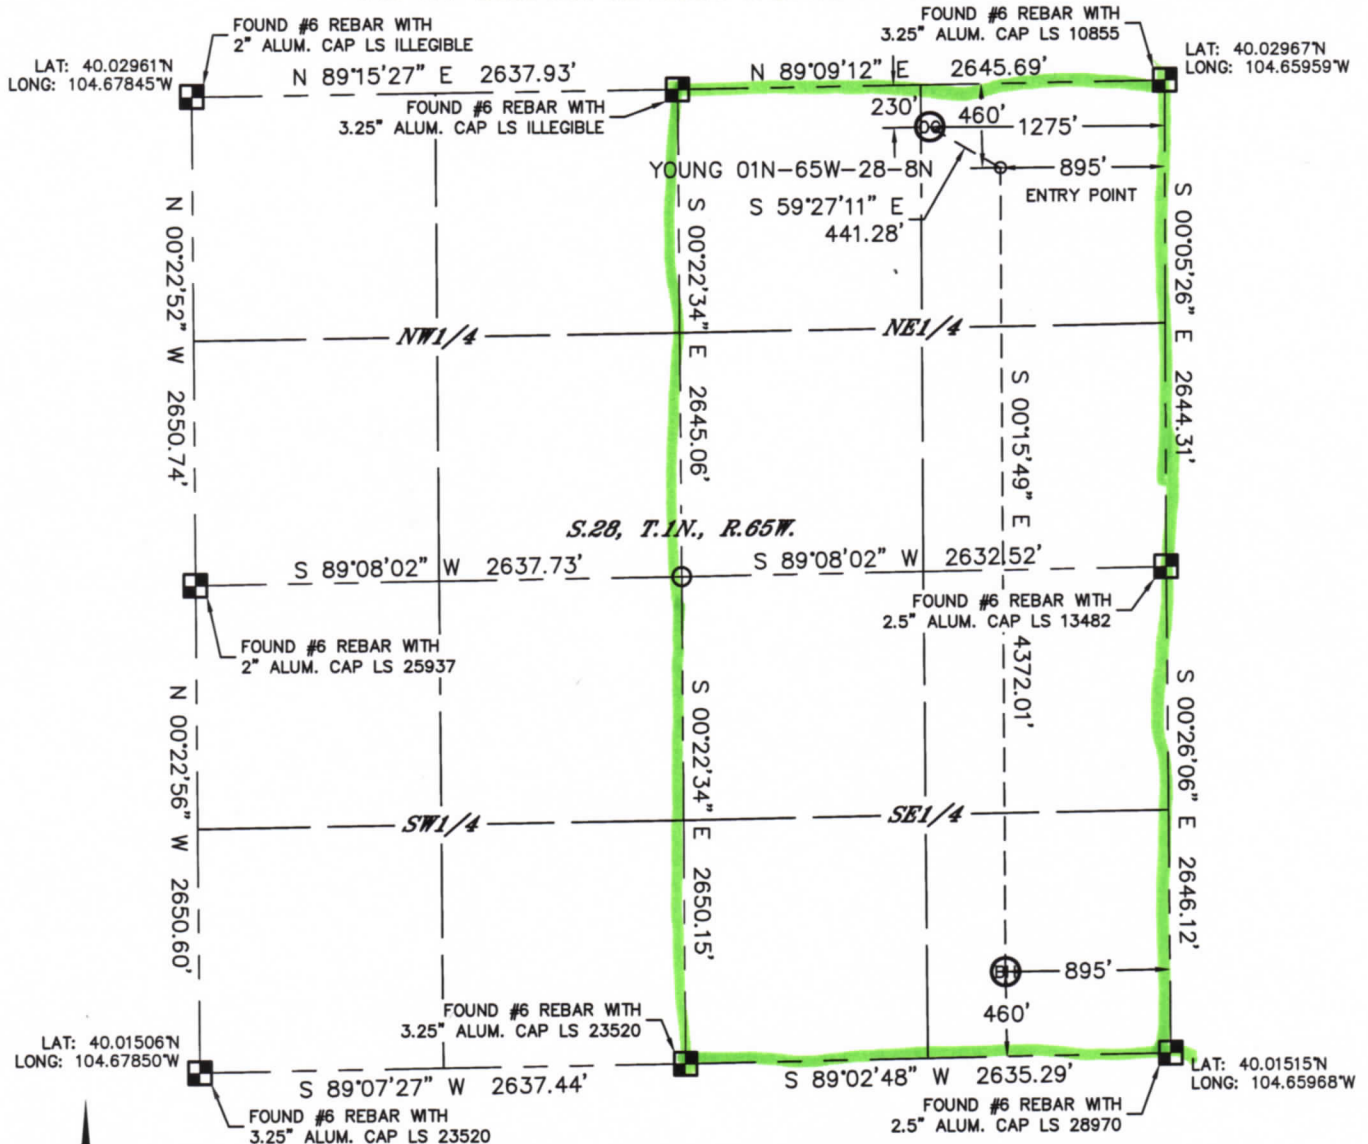 FOUND #6 REBAR WITH
2" ALUM. CAP LS ILLEGIBLE
FOUND #6 REBAR WITH
3.25" ALUM. CAP LS 10855
LAT: 40.02961°N
LONG: 104.67845°W
LAT: 40.02967°N
LONG: 104.65959°W
N 89°15'27" E 2637.93'
N 89°09'12" E 2645.69'
FOUND #6 REBAR WITH
3.25" ALUM. CAP LS ILLEGIBLE
230'
460'
1275'
YOUNG 01N-65W-28-8N
895'
ENTRY POINT
S 59°27'11" E
441.28'
N 00°22'52" W 2650.74'
S 00°22'34" E 2645.06'
S 00°05'26" E 2644.31'
NW1/4
NE1/4
S 00°15'49" E 4372.01'
S.28, T.1N., R.65W.
S 89°08'02" W 2637.73'
S 89°08'02" W 2632.52'
FOUND #6 REBAR WITH
2.5" ALUM. CAP LS 13482
FOUND #6 REBAR WITH
2" ALUM. CAP LS 25937
N 00°22'56" W 2650.60'
S 00°22'34" E 2650.15'
S 00°26'06" E 2646.12'
SW1/4
SE1/4
BH
895'
460'
FOUND #6 REBAR WITH
3.25" ALUM. CAP LS 23520
LAT: 40.01506°N
LONG: 104.67850°W
S 89°07'27" W 2637.44'
S 89°02'48" W 2635.29'
LAT: 40.01515°N
LONG: 104.65968°W
FOUND #6 REBAR WITH
3.25" ALUM. CAP LS 23520
FOUND #6 REBAR WITH
2.5" ALUM. CAP LS 28970